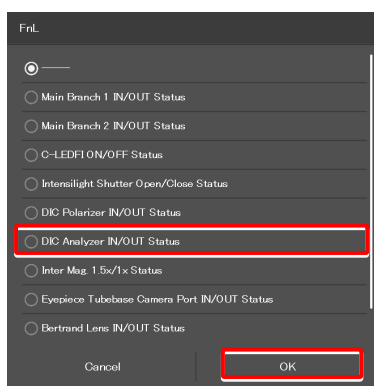 FnL
Main Branch 1 IN/OUT Status
Main Branch 2 IN/OUT Status
C-LEDFI ON/OFF Status
Intensilight Shutter Open/Close Status
DIC Polarizer IN/OUT Status
DIC Analyzer IN/OUT Status
Inter Mag. 1.5x/1x Status
Eyepiece Tubebase Camera Port IN/OUT Status
Bertrand Lens IN/OUT Status
Cancel OK